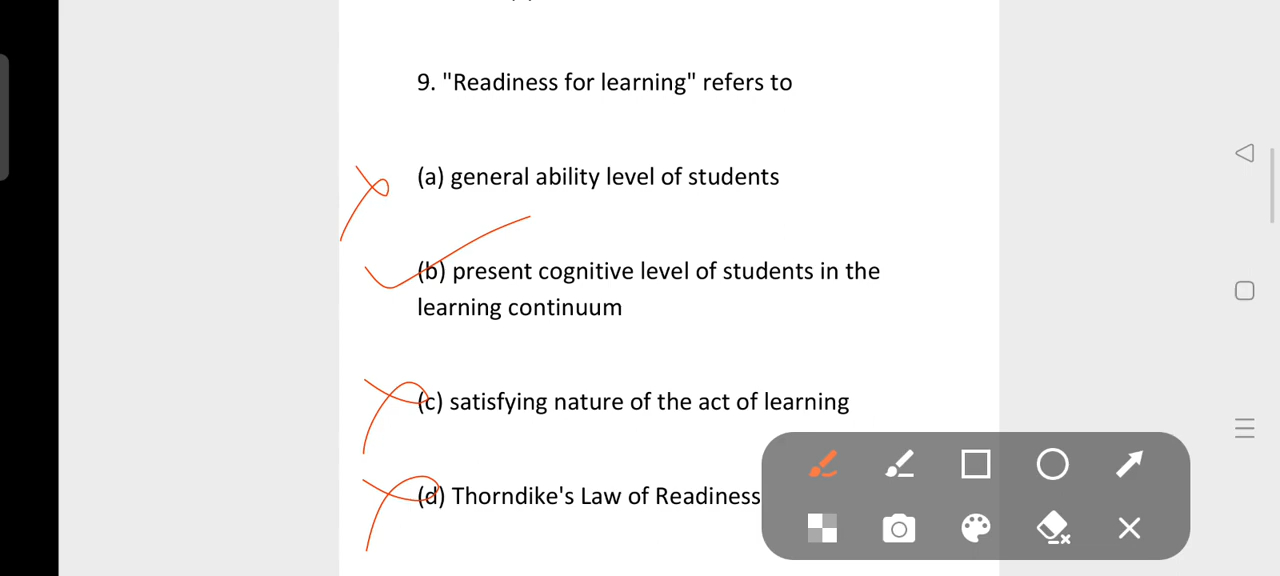 9. "Readiness for learning" refers to
(a) general ability level of students
(b) present cognitive level of students in the
learning continuum
(c) satisfying nature of the act of learning
(d) Thorndike's Law of Readiness